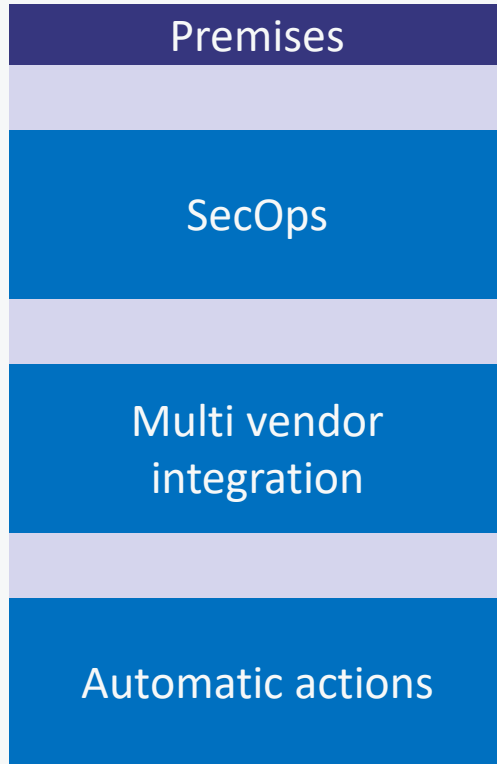 Premises
SecOps
Multi vendor
integration
Automatic actions